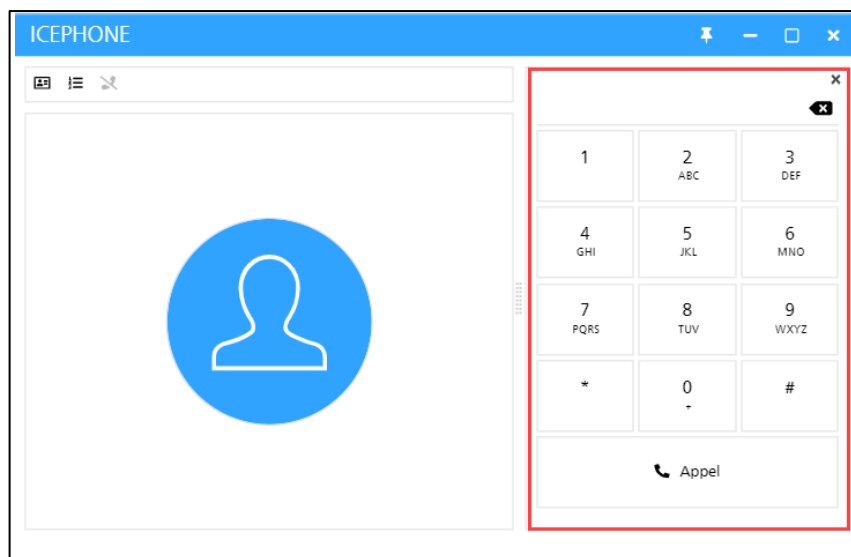 ICEPHONE
1 2 3
ABC DEF
4 5 6
GHI JKL MNO
7 8 9
PQRS TUV WXYZ
* 0 #
+
Appel